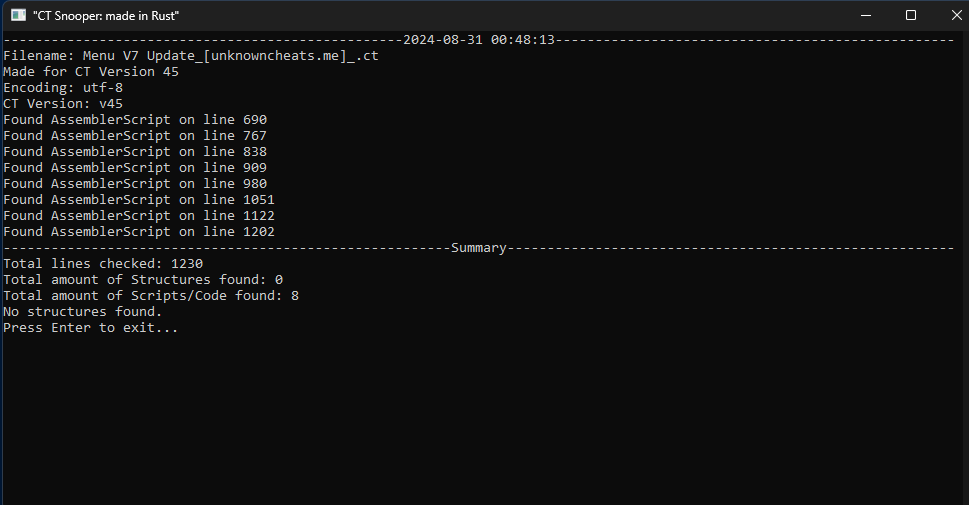 "CT Snooper: made in Rust"
--------------------------------------------------2024-08-31 00:48:13--------------------------------------------------
Filename: Menu V7 Update_[unknowncheats.me]_.ct
Made for CT Version 45
Encoding: utf-8
CT Version: v45
Found AssemblerScript on line 690
Found AssemblerScript on line 767
Found AssemblerScript on line 838
Found AssemblerScript on line 909
Found AssemblerScript on line 980
Found AssemblerScript on line 1051
Found AssemblerScript on line 1122
Found AssemblerScript on line 1202
--------------------------------------------------------Summary--------------------------------------------------------
Total lines checked: 1230
Total amount of Structures found: 0
Total amount of Scripts/Code found: 8
No structures found.
Press Enter to exit...